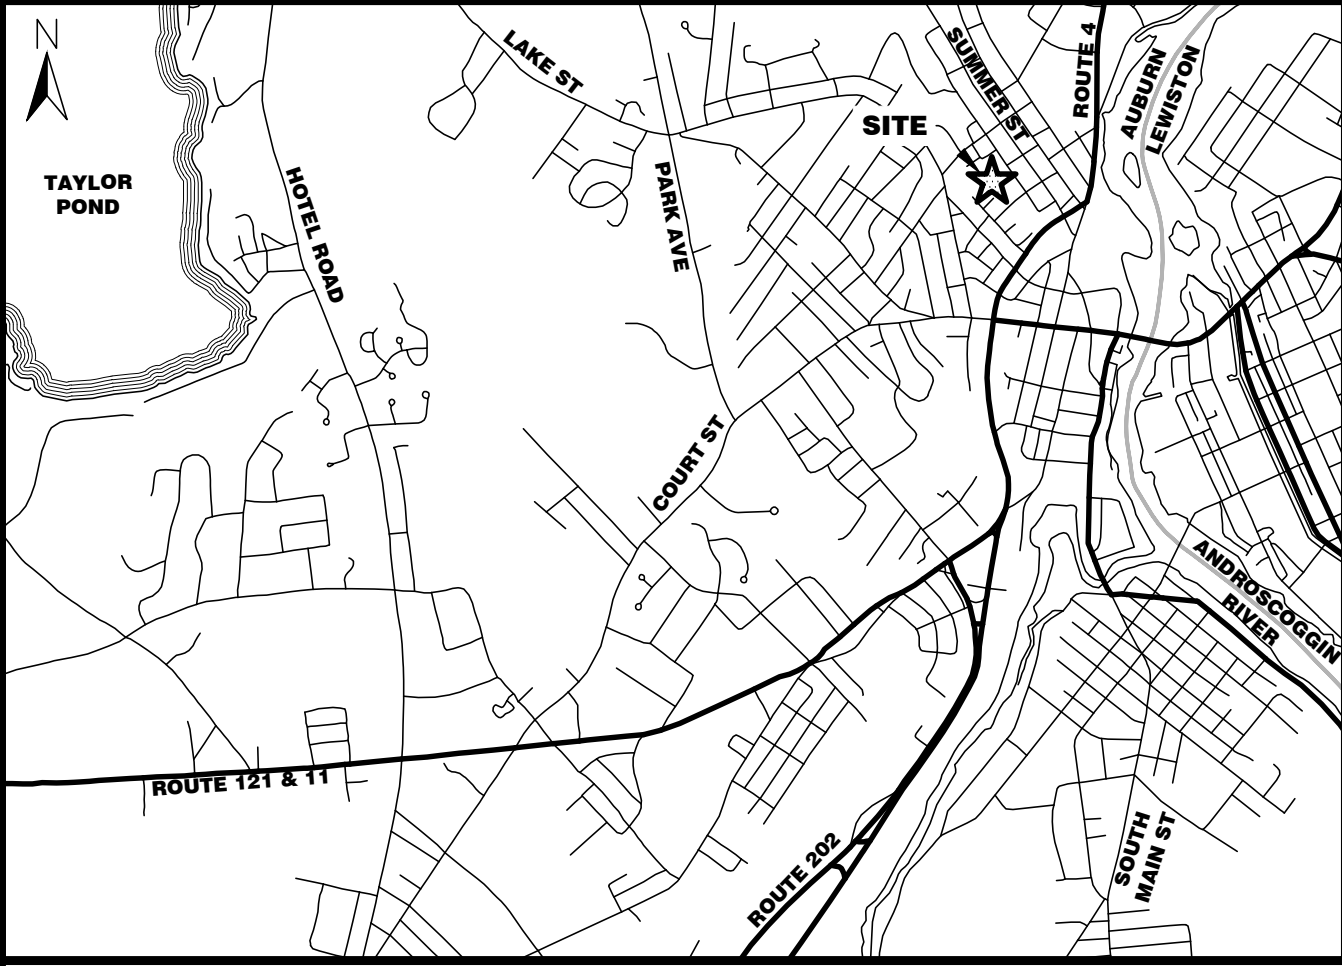 N
LAKE ST
SUMMER ST
ROUTE 4
AUBURN
LEWISTON
SITE
TAYLOR
POND
HOTEL ROAD
PARK AVE
COURT ST
ANDROSCOGGIN
RIVER
ROUTE 121 & 11
ROUTE 202
SOUTH
MAIN ST